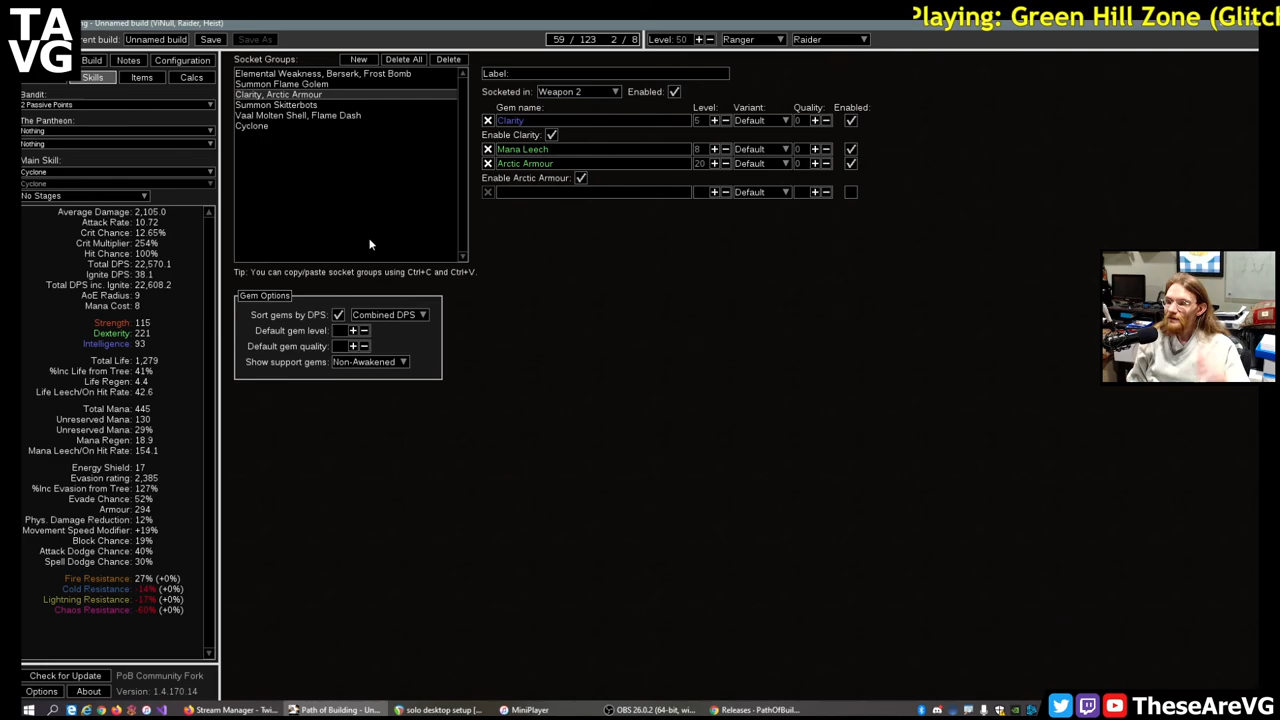 TA
VG
Playing: Green Hill Zone (Glitch
ng - Unnamed build (ViNull, Raider, Heist)
ent build: Unnamed build Save Save As 59 / 123 2 / 8 Level: 50 + - Ranger Raider
Build Notes Configuration
Skills Items Calcs
Bandit:
2 Passive Points
The Pantheon:
Nothing
Nothing
Main Skill:
Cyclone
Cyclone
No Stages
Average Damage: 2,105.0
Attack Rate: 10.72
Crit Chance: 12.65%
Crit Multiplier: 254%
Hit Chance: 100%
Total DPS: 22,570.1
Ignite DPS: 38.1
Total DPS inc. Ignite: 22,608.2
AoE Radius: 9
Mana Cost: 8
Strength: 115
Dexterity: 221
Intelligence: 93
Total Life: 1,279
%Inc Life from Tree: 41%
Life Regen: 4.4
Life Leech/On Hit Rate: 42.6
Total Mana: 445
Unreserved Mana: 130
Unreserved Mana: 29%
Mana Regen: 18.9
Mana Leech/On Hit Rate: 154.1
Energy Shield: 17
Evasion rating: 2,385
%Inc Evasion from Tree: 127%
Evade Chance: 52%
Armour: 294
Phys. Damage Reduction: 12%
Movement Speed Modifier: +19%
Block Chance: 19%
Attack Dodge Chance: 40%
Spell Dodge Chance: 30%
Fire Resistance: 27% (+0%)
Cold Resistance: -14% (+0%)
Lightning Resistance: -17% (+0%)
Chaos Resistance: -60% (+0%)
Check for Update PoB Community Fork
Options About Version: 1.4.170.14
Socket Groups: New Delete All Delete
Elemental Weakness, Berserk, Frost Bomb
Summon Flame Golem
Clarity, Arctic Armour
Summon Skitterbots
Vaal Molten Shell, Flame Dash
Cyclone
Tip: You can copy/paste socket groups using Ctrl+C and Ctrl+V.
Gem Options
Sort gems by DPS: Combined DPS
Default gem level: + -
Default gem quality: + -
Show support gems: Non-Awakened
Label:
Socketed in: Weapon 2 Enabled:
Gem name: Level: Variant: Quality: Enabled:
Clarity 5 + - Default 0 + -
Enable Clarity:
Mana Leech 8 + - Default 0 + -
Arctic Armour 20 + - Default 0 + -
Enable Arctic Armour:
+ - Default + -
Stream Manager - Twi... Path of Building - Un... solo desktop setup [... MiniPlayer OBS 26.0.2 (64-bit, wi... Releases - PathOfBuil...
TheseAreVG